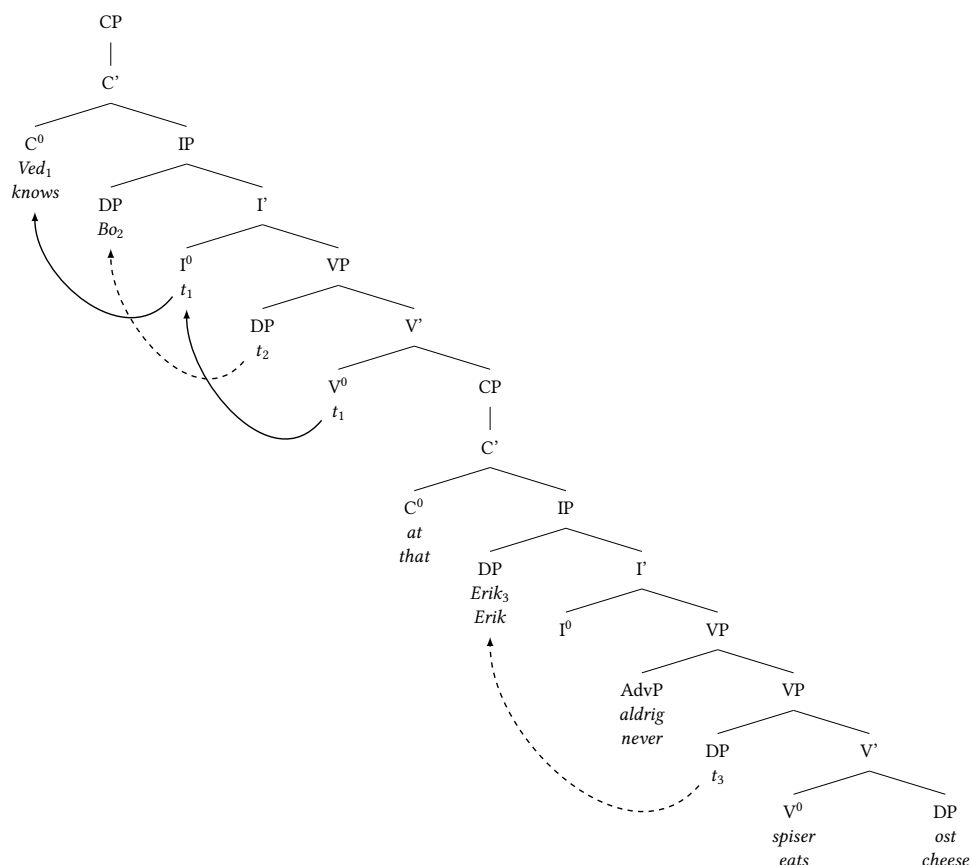 CP
C’
C⁰ IP
Ved₁
knows
DP I’
Bo₂
I⁰ VP
t₁
DP V’
t₂
V⁰ CP
t₁
C’
C⁰ IP
at
that
DP I’
Erik₃
Erik
I⁰ VP
AdvP VP
aldrig
never
DP V’
t₃
V⁰ DP
spiser ost
eats cheese